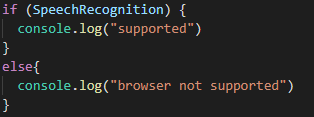 if (SpeechRecognition) {
  console.log("supported")
}
else{
  console.log("browser not supported")
}